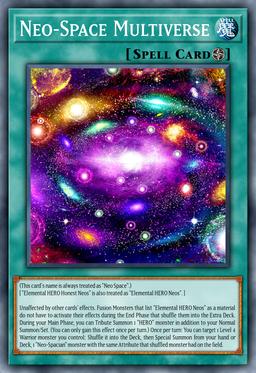 NEO-SPACE MULTIVERSE
SPELL
魔
[SPELL CARD]
(This card's name is always treated as "Neo Space".)
["Elemental HERO Honest Neos" is also treated as "Elemental HERO Neos". ]
Unaffected by other cards' effects. Fusion Monsters that list "Elemental HERO Neos" as a material
do not have to activate their effects during the End Phase that shuffle them into the Extra Deck.
During your Main Phase, you can Tribute Summon 1 "HERO" monster in addition to your Normal
Summon/Set. (You can only gain this effect once per turn.) Once per turn: You can target 1 Level 4
Warrior monster you control; Shuffle it into the Deck, then Special Summon from your hand or
Deck, 1 "Neo-Spacian" monster with the same Attribute that shuffled monster had on the field.